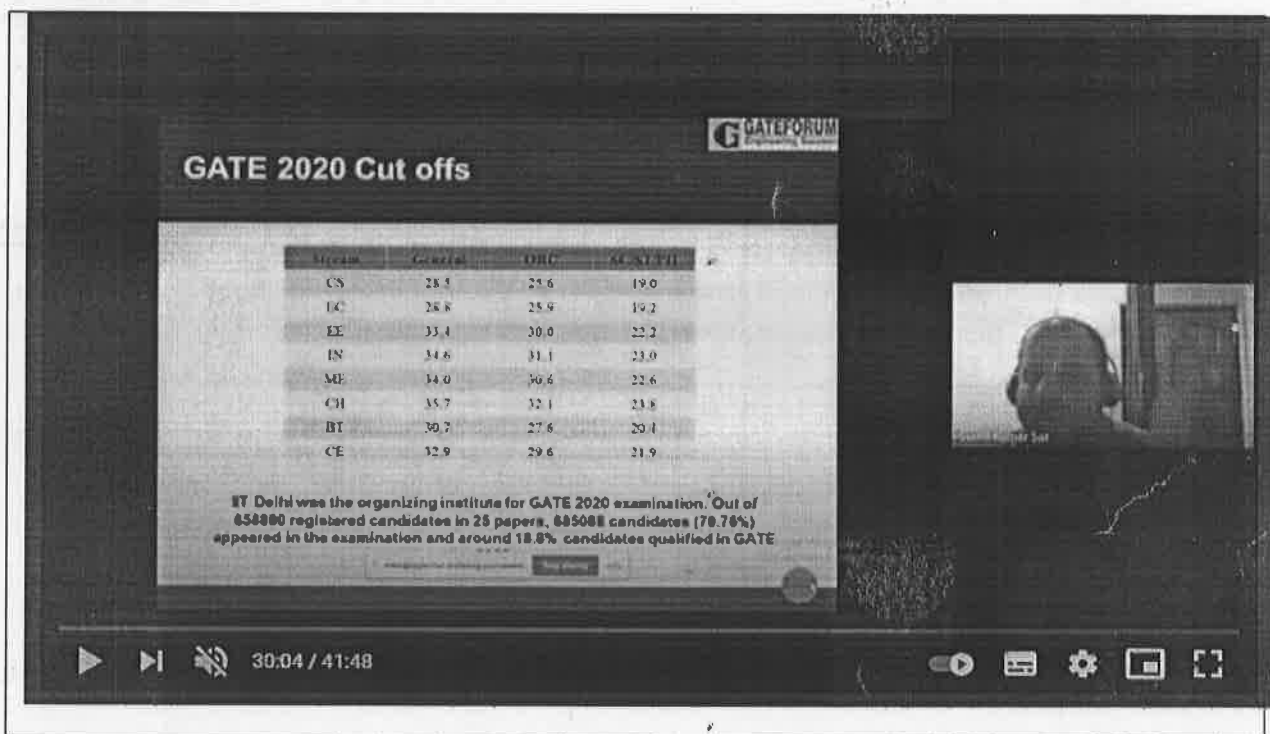 GATEFORUM
GATE 2020 Cut offs
Stream General OBC SC/ST/PH
CS 28.5 25.6 19.0
EC 28.8 25.9 19.2
EE 33.4 30.0 22.2
IN 34.6 31.1 23.0
ME 34.0 30.6 22.6
CH 35.7 32.1 23.8
BT 30.7 27.6 20.4
CE 32.9 29.6 21.9
IIT Delhi was the organizing institute for GATE 2020 examination. Out of
registered candidates in 25 papers, candidates
appeared in the examination and around 18.8% candidates qualified in GATE
30:04 / 41:48